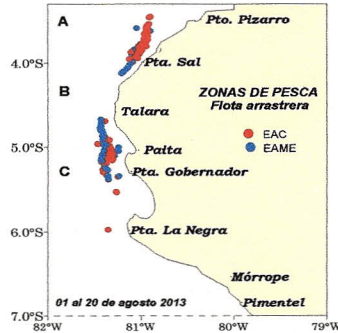 A
Pto. Pizarro
4.0°S
Pta. Sal
B
ZONAS DE PESCA
Flota arrastrera
Talara
EAC
EAME
5.0°S
Paita
C
Pta. Gobernador
6.0°S
Pta. La Negra
Mórrope
01 al 20 de agosto 2013
Pimentel
7.0°S
82°W
81°W
80°W
79°W